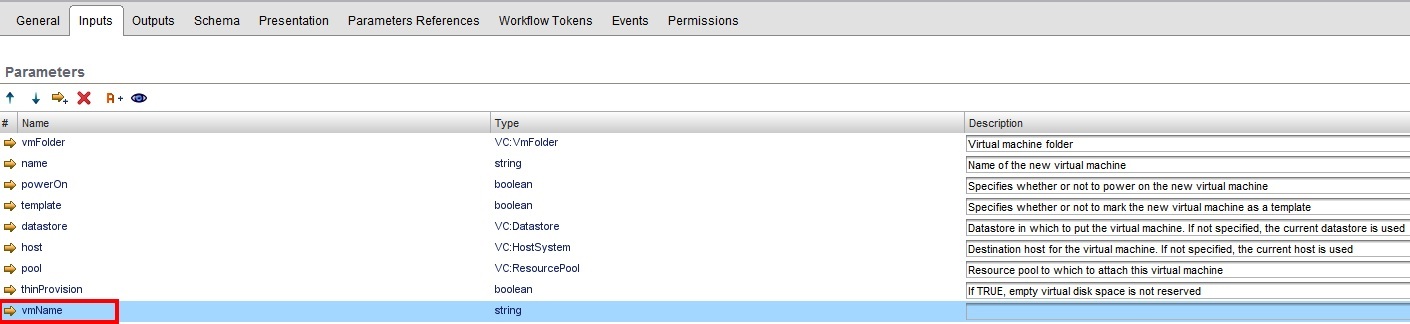 General Inputs Outputs Schema Presentation Parameters References Workflow Tokens Events Permissions
Parameters
A +
# Name Type Description
vmFolder VC:VmFolder Virtual machine folder
name string Name of the new virtual machine
powerOn boolean Specifies whether or not to power on the new virtual machine
template boolean Specifies whether or not to mark the new virtual machine as a template
datastore VC:Datastore Datastore in which to put the virtual machine. If not specified, the current datastore is used
host VC:HostSystem Destination host for the virtual machine. If not specified, the current host is used
pool VC:ResourcePool Resource pool to which to attach this virtual machine
thinProvision boolean If TRUE, empty virtual disk space is not reserved
vmName string